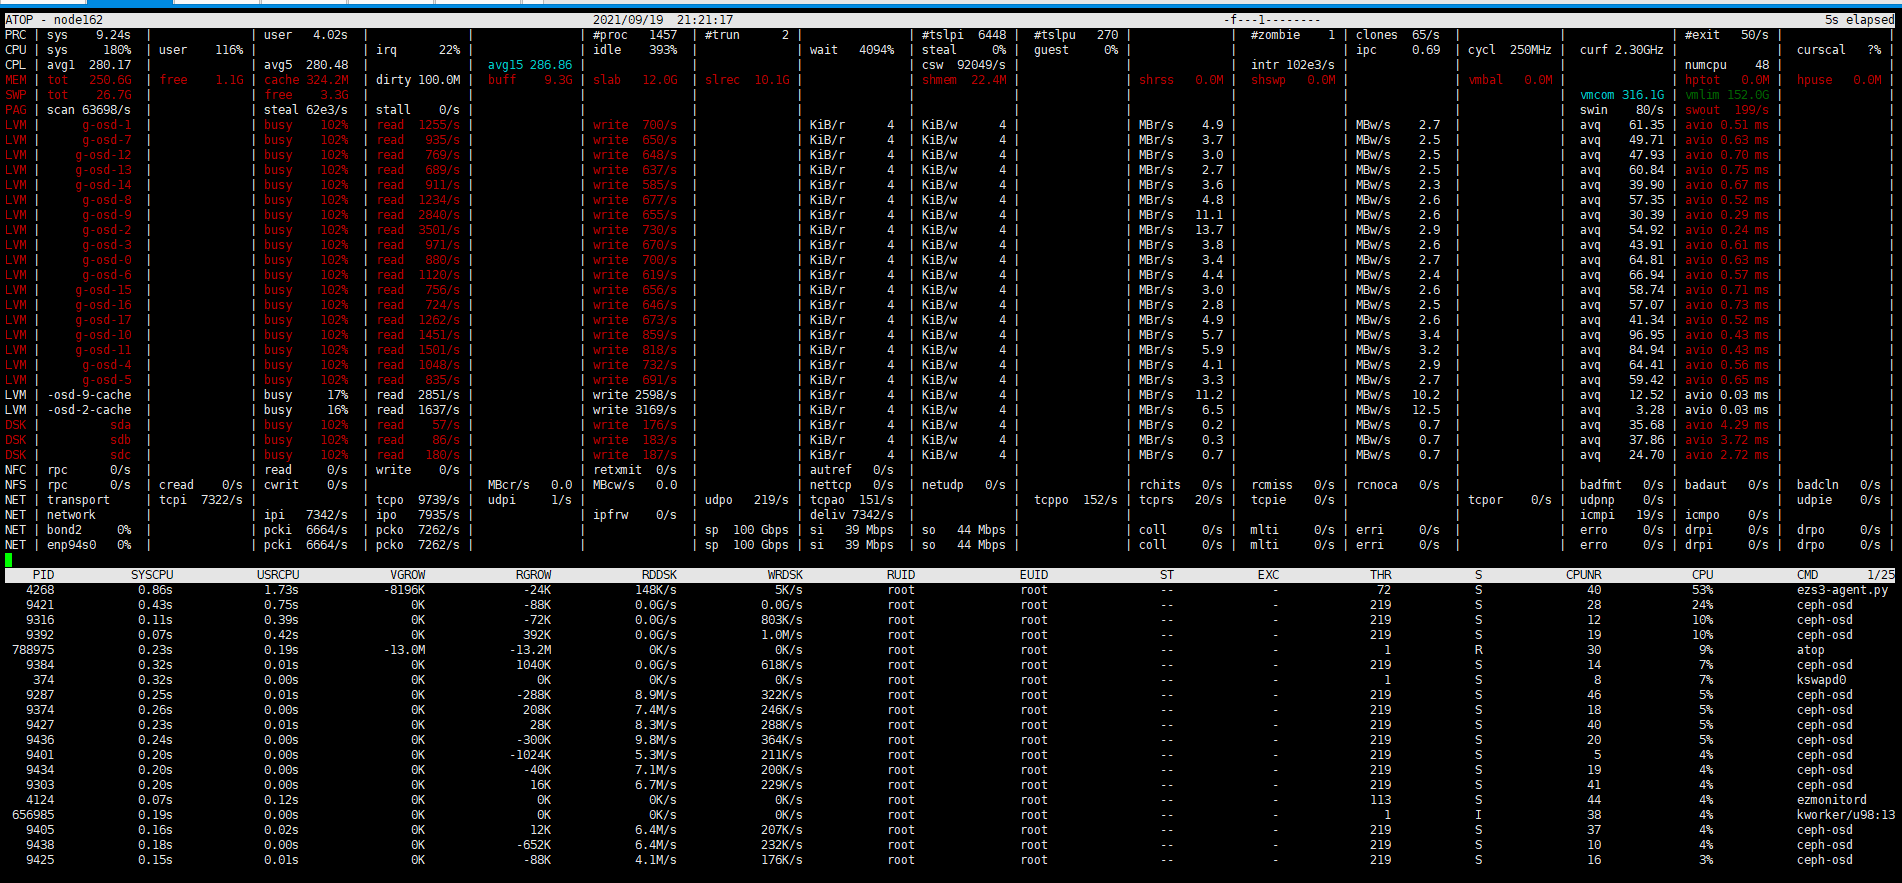 ATOP - node162 2021/09/19 21:21:17 -f---1-------- 5s elapsed
PRC | sys 9.24s | | user 4.02s | | | #proc 1457 | #trun 2 | | #tslpi 6448 | #tslpu 270 | | #zombie 1 | clones 65/s | | | #exit 50/s | |
CPU | sys 180% | user 116% | | irq 22% | | idle 393% | | wait 4094% | steal 0% | guest 0% | | | ipc 0.69 | cycl 250MHz | curf 2.30GHz | | curscal ?% |
CPL | avg1 280.17 | | avg5 280.48 | | avg15 286.86 | | | | csw 92049/s | | | intr 102e3/s | | | | numcpu 48 | |
MEM | tot 250.6G | free 1.1G | cache 324.2M | dirty 100.0M | buff 9.3G | slab 12.0G | slrec 10.1G | | shmem 22.4M | | shrss 0.0M | shswp 0.0M | | vmbal 0.0M | | hptot 0.0M | hpuse 0.0M |
SWP | tot 26.7G | | free 3.3G | | | | | | | | | | | | vmcom 316.1G | vmlim 152.0G | |
PAG | scan 63698/s | | steal 62e3/s | stall 0/s | | | | | | | | | | | swin 80/s | swout 199/s | |
LVM | g-osd-1 | | busy 102% | read 1255/s | | write 700/s | | KiB/r 4 | KiB/w 4 | | MBr/s 4.9 | | MBw/s 2.7 | | avq 61.35 | avio 0.51 ms | |
LVM | g-osd-7 | | busy 102% | read 935/s | | write 650/s | | KiB/r 4 | KiB/w 4 | | MBr/s 3.7 | | MBw/s 2.5 | | avq 49.71 | avio 0.63 ms | |
LVM | g-osd-12 | | busy 102% | read 769/s | | write 648/s | | KiB/r 4 | KiB/w 4 | | MBr/s 3.0 | | MBw/s 2.5 | | avq 47.93 | avio 0.70 ms | |
LVM | g-osd-13 | | busy 102% | read 689/s | | write 637/s | | KiB/r 4 | KiB/w 4 | | MBr/s 2.7 | | MBw/s 2.5 | | avq 60.84 | avio 0.75 ms | |
LVM | g-osd-14 | | busy 102% | read 911/s | | write 585/s | | KiB/r 4 | KiB/w 4 | | MBr/s 3.6 | | MBw/s 2.3 | | avq 39.90 | avio 0.67 ms | |
LVM | g-osd-8 | | busy 102% | read 1234/s | | write 677/s | | KiB/r 4 | KiB/w 4 | | MBr/s 4.8 | | MBw/s 2.6 | | avq 57.35 | avio 0.52 ms | |
LVM | g-osd-9 | | busy 102% | read 2840/s | | write 655/s | | KiB/r 4 | KiB/w 4 | | MBr/s 11.1 | | MBw/s 2.6 | | avq 30.39 | avio 0.29 ms | |
LVM | g-osd-2 | | busy 102% | read 3501/s | | write 730/s | | KiB/r 4 | KiB/w 4 | | MBr/s 13.7 | | MBw/s 2.9 | | avq 54.92 | avio 0.24 ms | |
LVM | g-osd-3 | | busy 102% | read 971/s | | write 670/s | | KiB/r 4 | KiB/w 4 | | MBr/s 3.8 | | MBw/s 2.6 | | avq 43.91 | avio 0.61 ms | |
LVM | g-osd-0 | | busy 102% | read 880/s | | write 700/s | | KiB/r 4 | KiB/w 4 | | MBr/s 3.4 | | MBw/s 2.7 | | avq 64.81 | avio 0.63 ms | |
LVM | g-osd-6 | | busy 102% | read 1120/s | | write 619/s | | KiB/r 4 | KiB/w 4 | | MBr/s 4.4 | | MBw/s 2.4 | | avq 66.94 | avio 0.57 ms | |
LVM | g-osd-15 | | busy 102% | read 756/s | | write 656/s | | KiB/r 4 | KiB/w 4 | | MBr/s 3.0 | | MBw/s 2.6 | | avq 58.74 | avio 0.71 ms | |
LVM | g-osd-16 | | busy 102% | read 724/s | | write 646/s | | KiB/r 4 | KiB/w 4 | | MBr/s 2.8 | | MBw/s 2.5 | | avq 57.07 | avio 0.73 ms | |
LVM | g-osd-17 | | busy 102% | read 1262/s | | write 673/s | | KiB/r 4 | KiB/w 4 | | MBr/s 4.9 | | MBw/s 2.6 | | avq 41.34 | avio 0.52 ms | |
LVM | g-osd-10 | | busy 102% | read 1451/s | | write 859/s | | KiB/r 4 | KiB/w 4 | | MBr/s 5.7 | | MBw/s 3.4 | | avq 96.95 | avio 0.43 ms | |
LVM | g-osd-11 | | busy 102% | read 1501/s | | write 818/s | | KiB/r 4 | KiB/w 4 | | MBr/s 5.9 | | MBw/s 3.2 | | avq 84.94 | avio 0.43 ms | |
LVM | g-osd-4 | | busy 102% | read 1048/s | | write 732/s | | KiB/r 4 | KiB/w 4 | | MBr/s 4.1 | | MBw/s 2.9 | | avq 64.41 | avio 0.56 ms | |
LVM | g-osd-5 | | busy 102% | read 835/s | | write 691/s | | KiB/r 4 | KiB/w 4 | | MBr/s 3.3 | | MBw/s 2.7 | | avq 59.42 | avio 0.65 ms | |
LVM | -osd-9-cache | | busy 17% | read 2851/s | | write 2598/s | | KiB/r 4 | KiB/w 4 | | MBr/s 11.2 | | MBw/s 10.2 | | avq 12.52 | avio 0.03 ms | |
LVM | -osd-2-cache | | busy 16% | read 1637/s | | write 3169/s | | KiB/r 4 | KiB/w 4 | | MBr/s 6.5 | | MBw/s 12.5 | | avq 3.28 | avio 0.03 ms | |
DSK | sda | | busy 102% | read 57/s | | write 176/s | | KiB/r 4 | KiB/w 4 | | MBr/s 0.2 | | MBw/s 0.7 | | avq 35.68 | avio 4.29 ms | |
DSK | sdb | | busy 102% | read 86/s | | write 183/s | | KiB/r 4 | KiB/w 4 | | MBr/s 0.3 | | MBw/s 0.7 | | avq 37.86 | avio 3.72 ms | |
DSK | sdc | | busy 102% | read 180/s | | write 187/s | | KiB/r 4 | KiB/w 4 | | MBr/s 0.7 | | MBw/s 0.7 | | avq 24.70 | avio 2.72 ms | |
NFC | rpc 0/s | | read 0/s | write 0/s | | retxmit 0/s | | autref 0/s | | | | | | | | | |
NFS | rpc 0/s | cread 0/s | cwrit 0/s | | MBcr/s 0.0 | MBcw/s 0.0 | | nettcp 0/s | netudp 0/s | | rchits 0/s | rcmiss 0/s | rcnoca 0/s | | badfmt 0/s | badaut 0/s | badcln 0/s |
NET | transport | tcpi 7322/s | | tcpo 9739/s | udpi 1/s | | udpo 219/s | tcpao 151/s | | tcppo 152/s | tcprs 20/s | tcpie 0/s | | tcpor 0/s | udpnp 0/s | | udpie 0/s |
NET | network | | ipi 7342/s | ipo 7935/s | | ipfrw 0/s | | deliv 7342/s | | | | | | | icmpi 19/s | icmpo 0/s | |
NET | bond2 0% | | pcki 6664/s | pcko 7262/s | | | sp 100 Gbps | si 39 Mbps | so 44 Mbps | | coll 0/s | mlti 0/s | erri 0/s | | erro 0/s | drpi 0/s | drpo 0/s |
NET | enp94s0 0% | | pcki 6664/s | pcko 7262/s | | | sp 100 Gbps | si 39 Mbps | so 44 Mbps | | coll 0/s | mlti 0/s | erri 0/s | | erro 0/s | drpi 0/s | drpo 0/s |
PID SYSCPU USRCPU VGROW RGROW RDDSK WRDSK RUID EUID ST EXC THR S CPUNR CPU CMD 1/25
4268 0.86s 1.73s -8196K -24K 148K/s 5K/s root root -- - 72 S 40 53% ezs3-agent.py
9421 0.43s 0.75s 0K -88K 0.0G/s 0.0G/s root root -- - 219 S 28 24% ceph-osd
9316 0.11s 0.39s 0K -72K 0.0G/s 803K/s root root -- - 219 S 12 10% ceph-osd
9392 0.07s 0.42s 0K 392K 0.0G/s 1.0M/s root root -- - 219 S 19 10% ceph-osd
788975 0.23s 0.19s -13.0M -13.2M 0K/s 0K/s root root -- - 1 R 30 9% atop
9384 0.32s 0.01s 0K 1040K 0.0G/s 618K/s root root -- - 219 S 14 7% ceph-osd
374 0.32s 0.00s 0K 0K 0K/s 0K/s root root -- - 1 S 8 7% kswapd0
9287 0.25s 0.01s 0K -288K 8.9M/s 322K/s root root -- - 219 S 46 5% ceph-osd
9374 0.26s 0.00s 0K 208K 7.4M/s 246K/s root root -- - 219 S 18 5% ceph-osd
9427 0.23s 0.01s 0K 28K 8.3M/s 288K/s root root -- - 219 S 40 5% ceph-osd
9436 0.24s 0.00s 0K -300K 9.8M/s 364K/s root root -- - 219 S 20 5% ceph-osd
9401 0.20s 0.00s 0K -1024K 5.3M/s 211K/s root root -- - 219 S 5 4% ceph-osd
9434 0.20s 0.00s 0K -40K 7.1M/s 200K/s root root -- - 219 S 19 4% ceph-osd
9303 0.20s 0.00s 0K 16K 6.7M/s 229K/s root root -- - 219 S 41 4% ceph-osd
4124 0.07s 0.12s 0K 0K 0K/s 0K/s root root -- - 113 S 44 4% ezmonitord
656985 0.19s 0.00s 0K 0K 0K/s 0K/s root root -- - 1 I 38 4% kworker/u98:13
9405 0.16s 0.02s 0K 12K 6.4M/s 207K/s root root -- - 219 S 37 4% ceph-osd
9438 0.18s 0.00s 0K -652K 6.4M/s 232K/s root root -- - 219 S 10 4% ceph-osd
9425 0.15s 0.01s 0K -88K 4.1M/s 176K/s root root -- - 219 S 16 3% ceph-osd